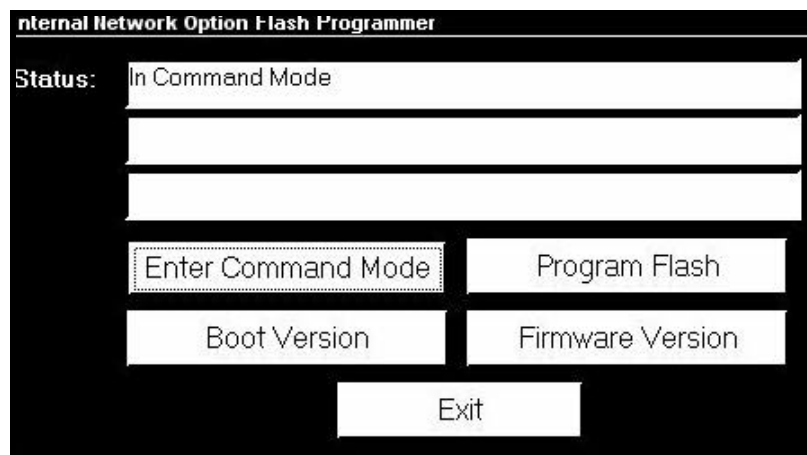 nternal Network Option Flash Programmer
Status: In Command Mode
Enter Command Mode Program Flash
Boot Version Firmware Version
Exit